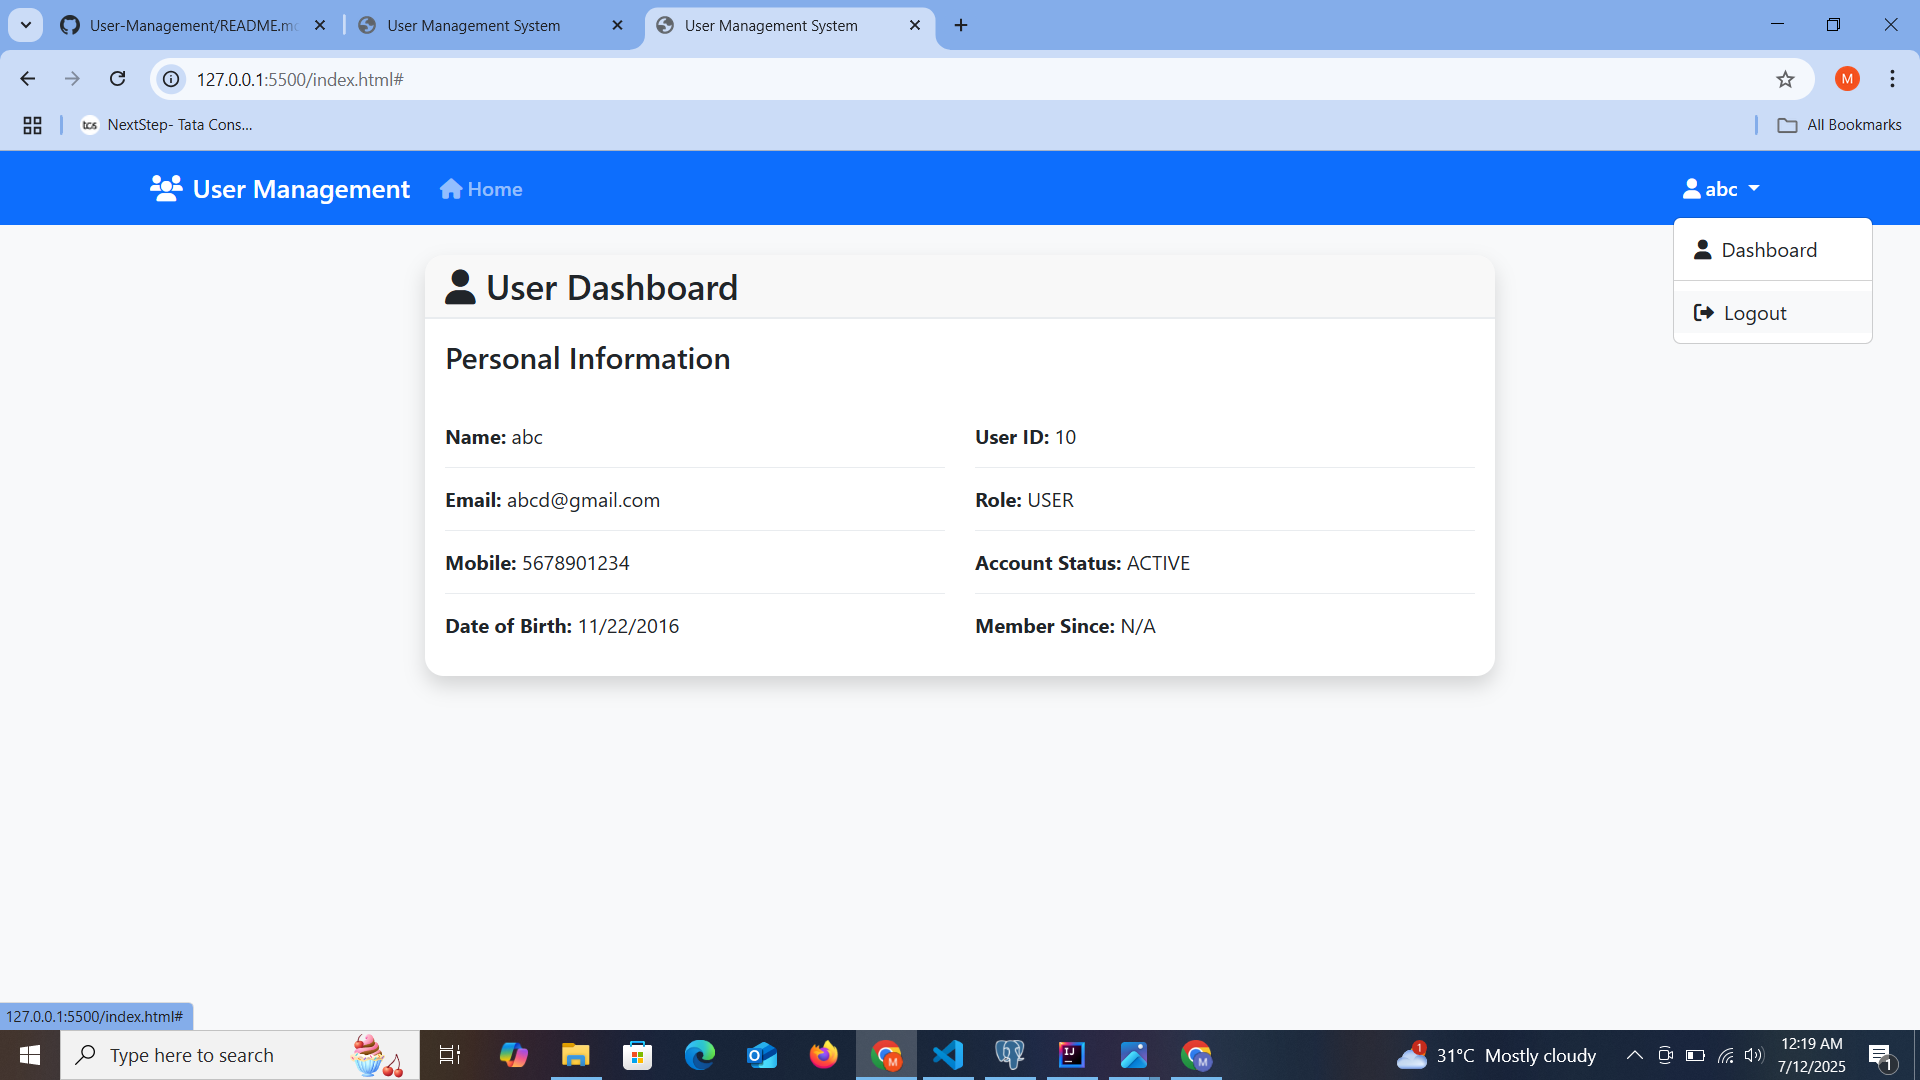 User-Management/README.m
User Management System
User Management System
127.0.0.1:5500/index.html#
M
tcs NextStep- Tata Cons...
All Bookmarks
User Management
Home
abc
Dashboard
Logout
User Dashboard
Personal Information
Name: abc
User ID: 10
Email: abcd@gmail.com
Role: USER
Mobile: 5678901234
Account Status: ACTIVE
Date of Birth: 11/22/2016
Member Since: N/A
127.0.0.1:5500/index.html#
Type here to search
M
M
1
31°C Mostly cloudy
12:19 AM
7/12/2025
1